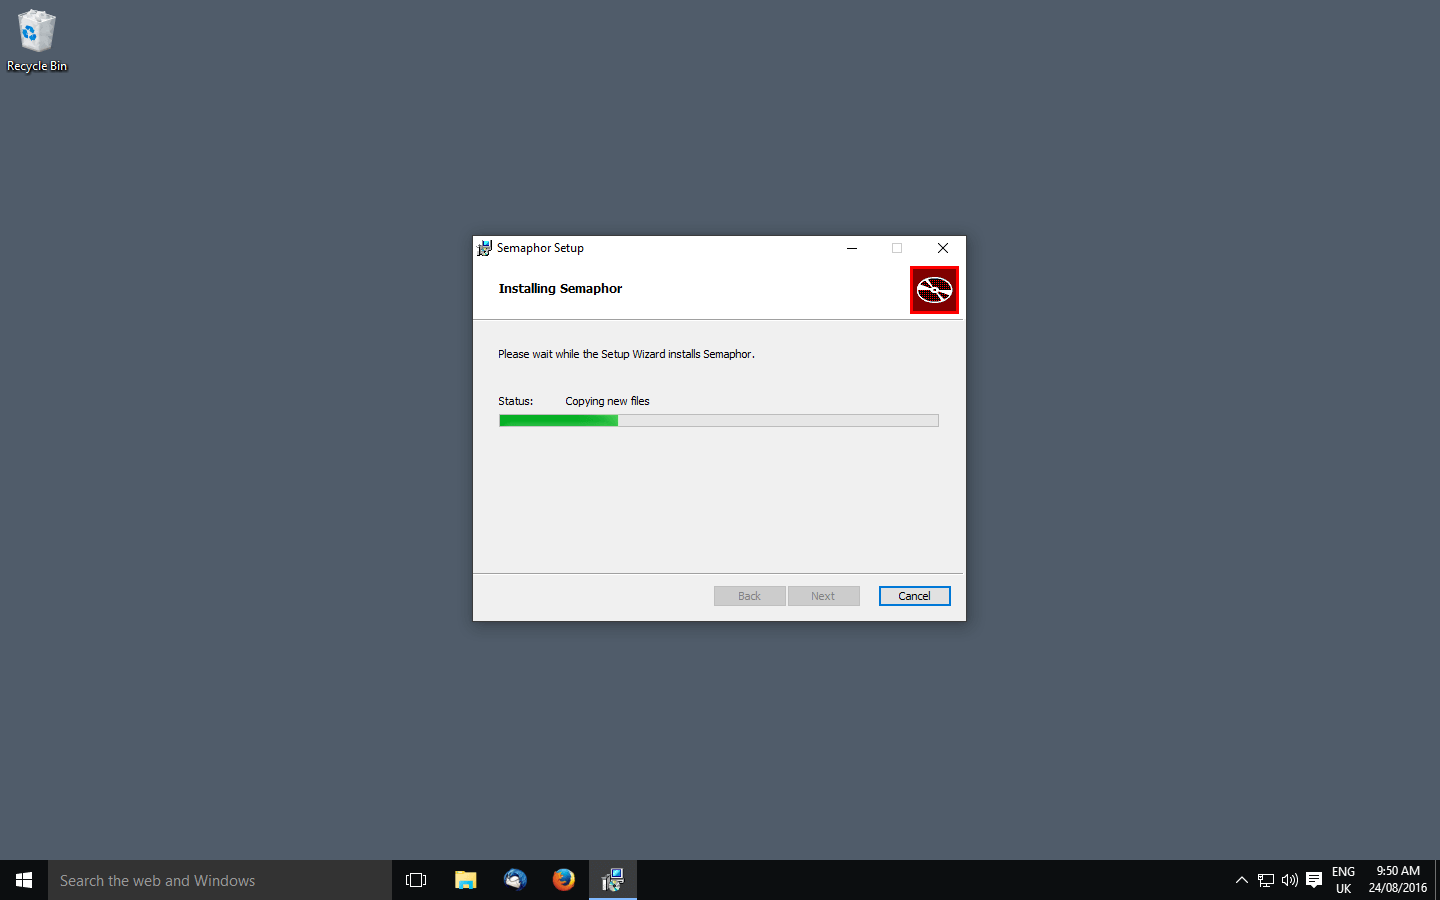 Recycle Bin
Semaphor Setup
Installing Semaphor
Please wait while the Setup Wizard installs Semaphor.
Status: Copying new files
Back Next Cancel
Search the web and Windows
ENG
UK
9:50 AM
24/08/2016